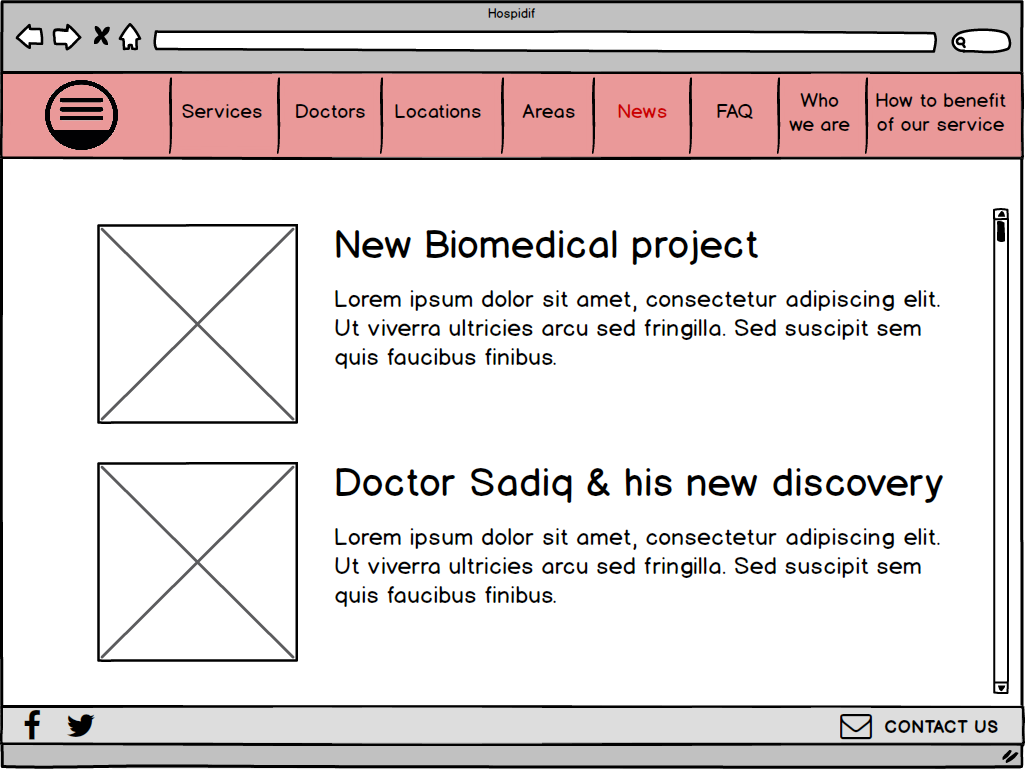 Hospidif
Services
Doctors
Locations
Areas
News
FAQ
Who
we are
How to benefit
of our service
New Biomedical project
Lorem ipsum dolor sit amet, consectetur adipiscing elit.
Ut viverra ultricies arcu sed fringilla. Sed suscipit sem
quis faucibus finibus.
Doctor Sadiq & his new discovery
Lorem ipsum dolor sit amet, consectetur adipiscing elit.
Ut viverra ultricies arcu sed fringilla. Sed suscipit sem
quis faucibus finibus.
CONTACT US